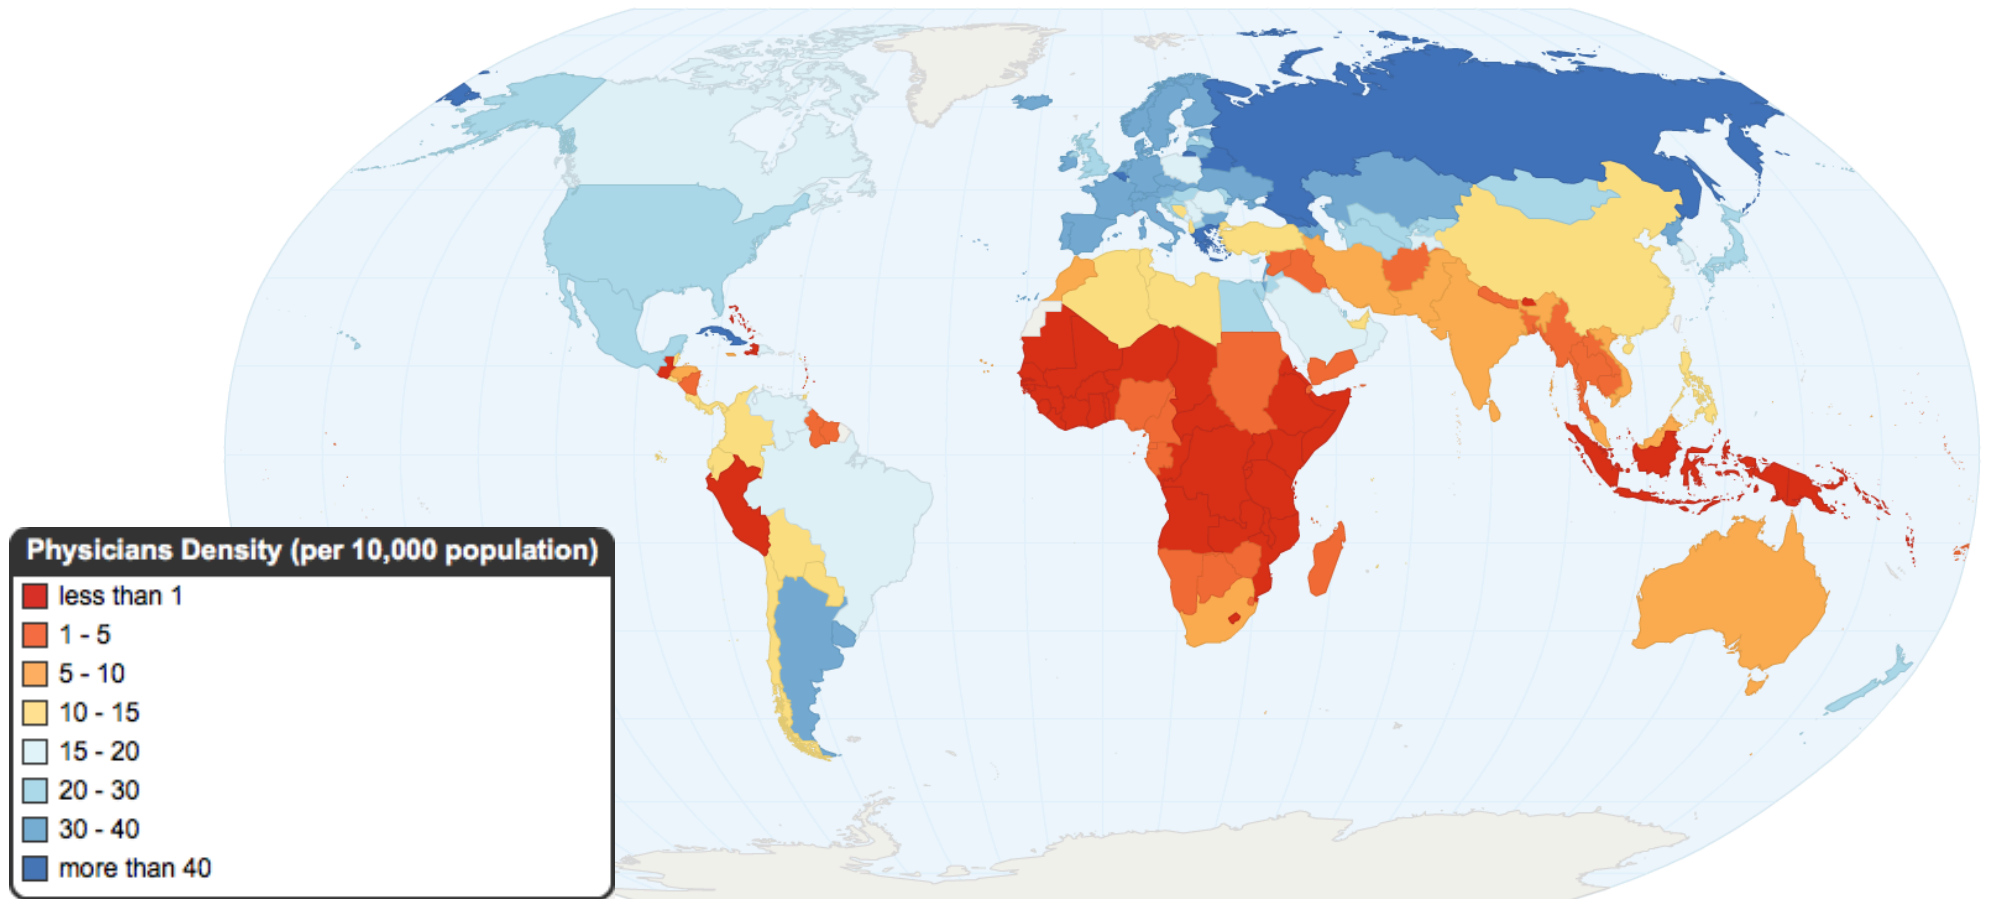 Physicians Density (per 10,000 population)
less than 1
1 - 5
5 - 10
10 - 15
15 - 20
20 - 30
30 - 40
more than 40